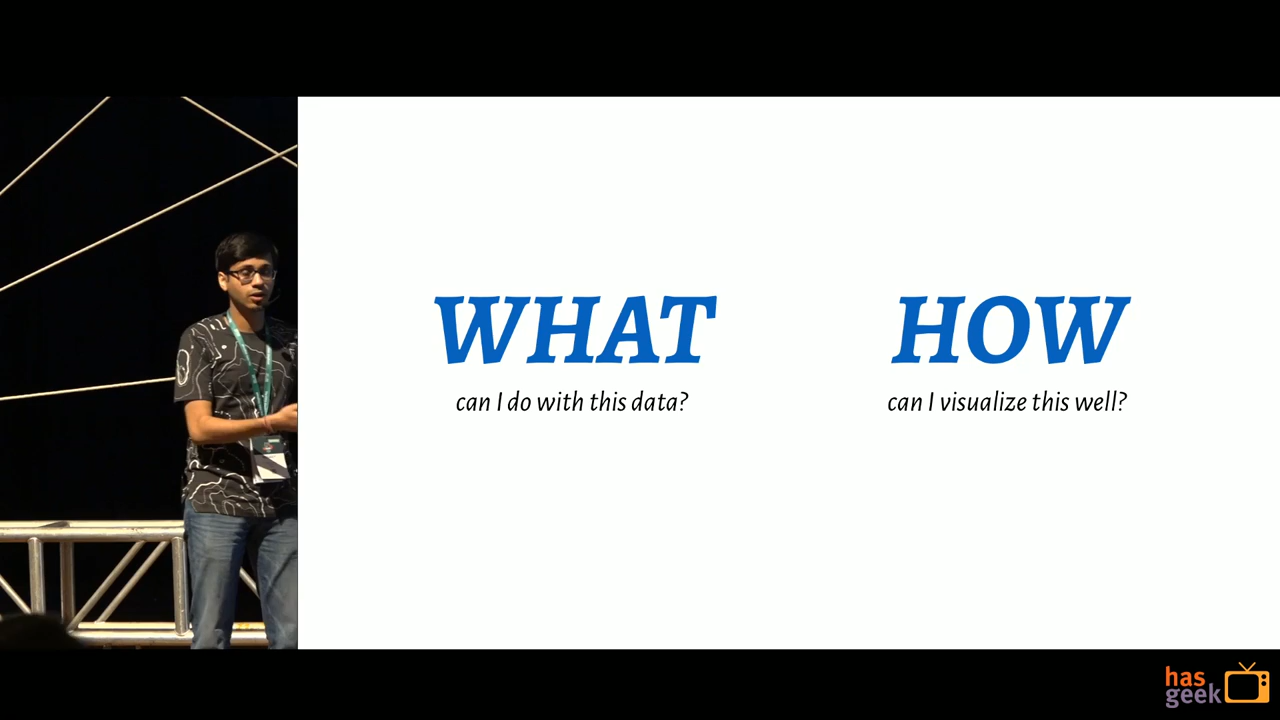 WHAT
can I do with this data?
HOW
can I visualize this well?
has
geek